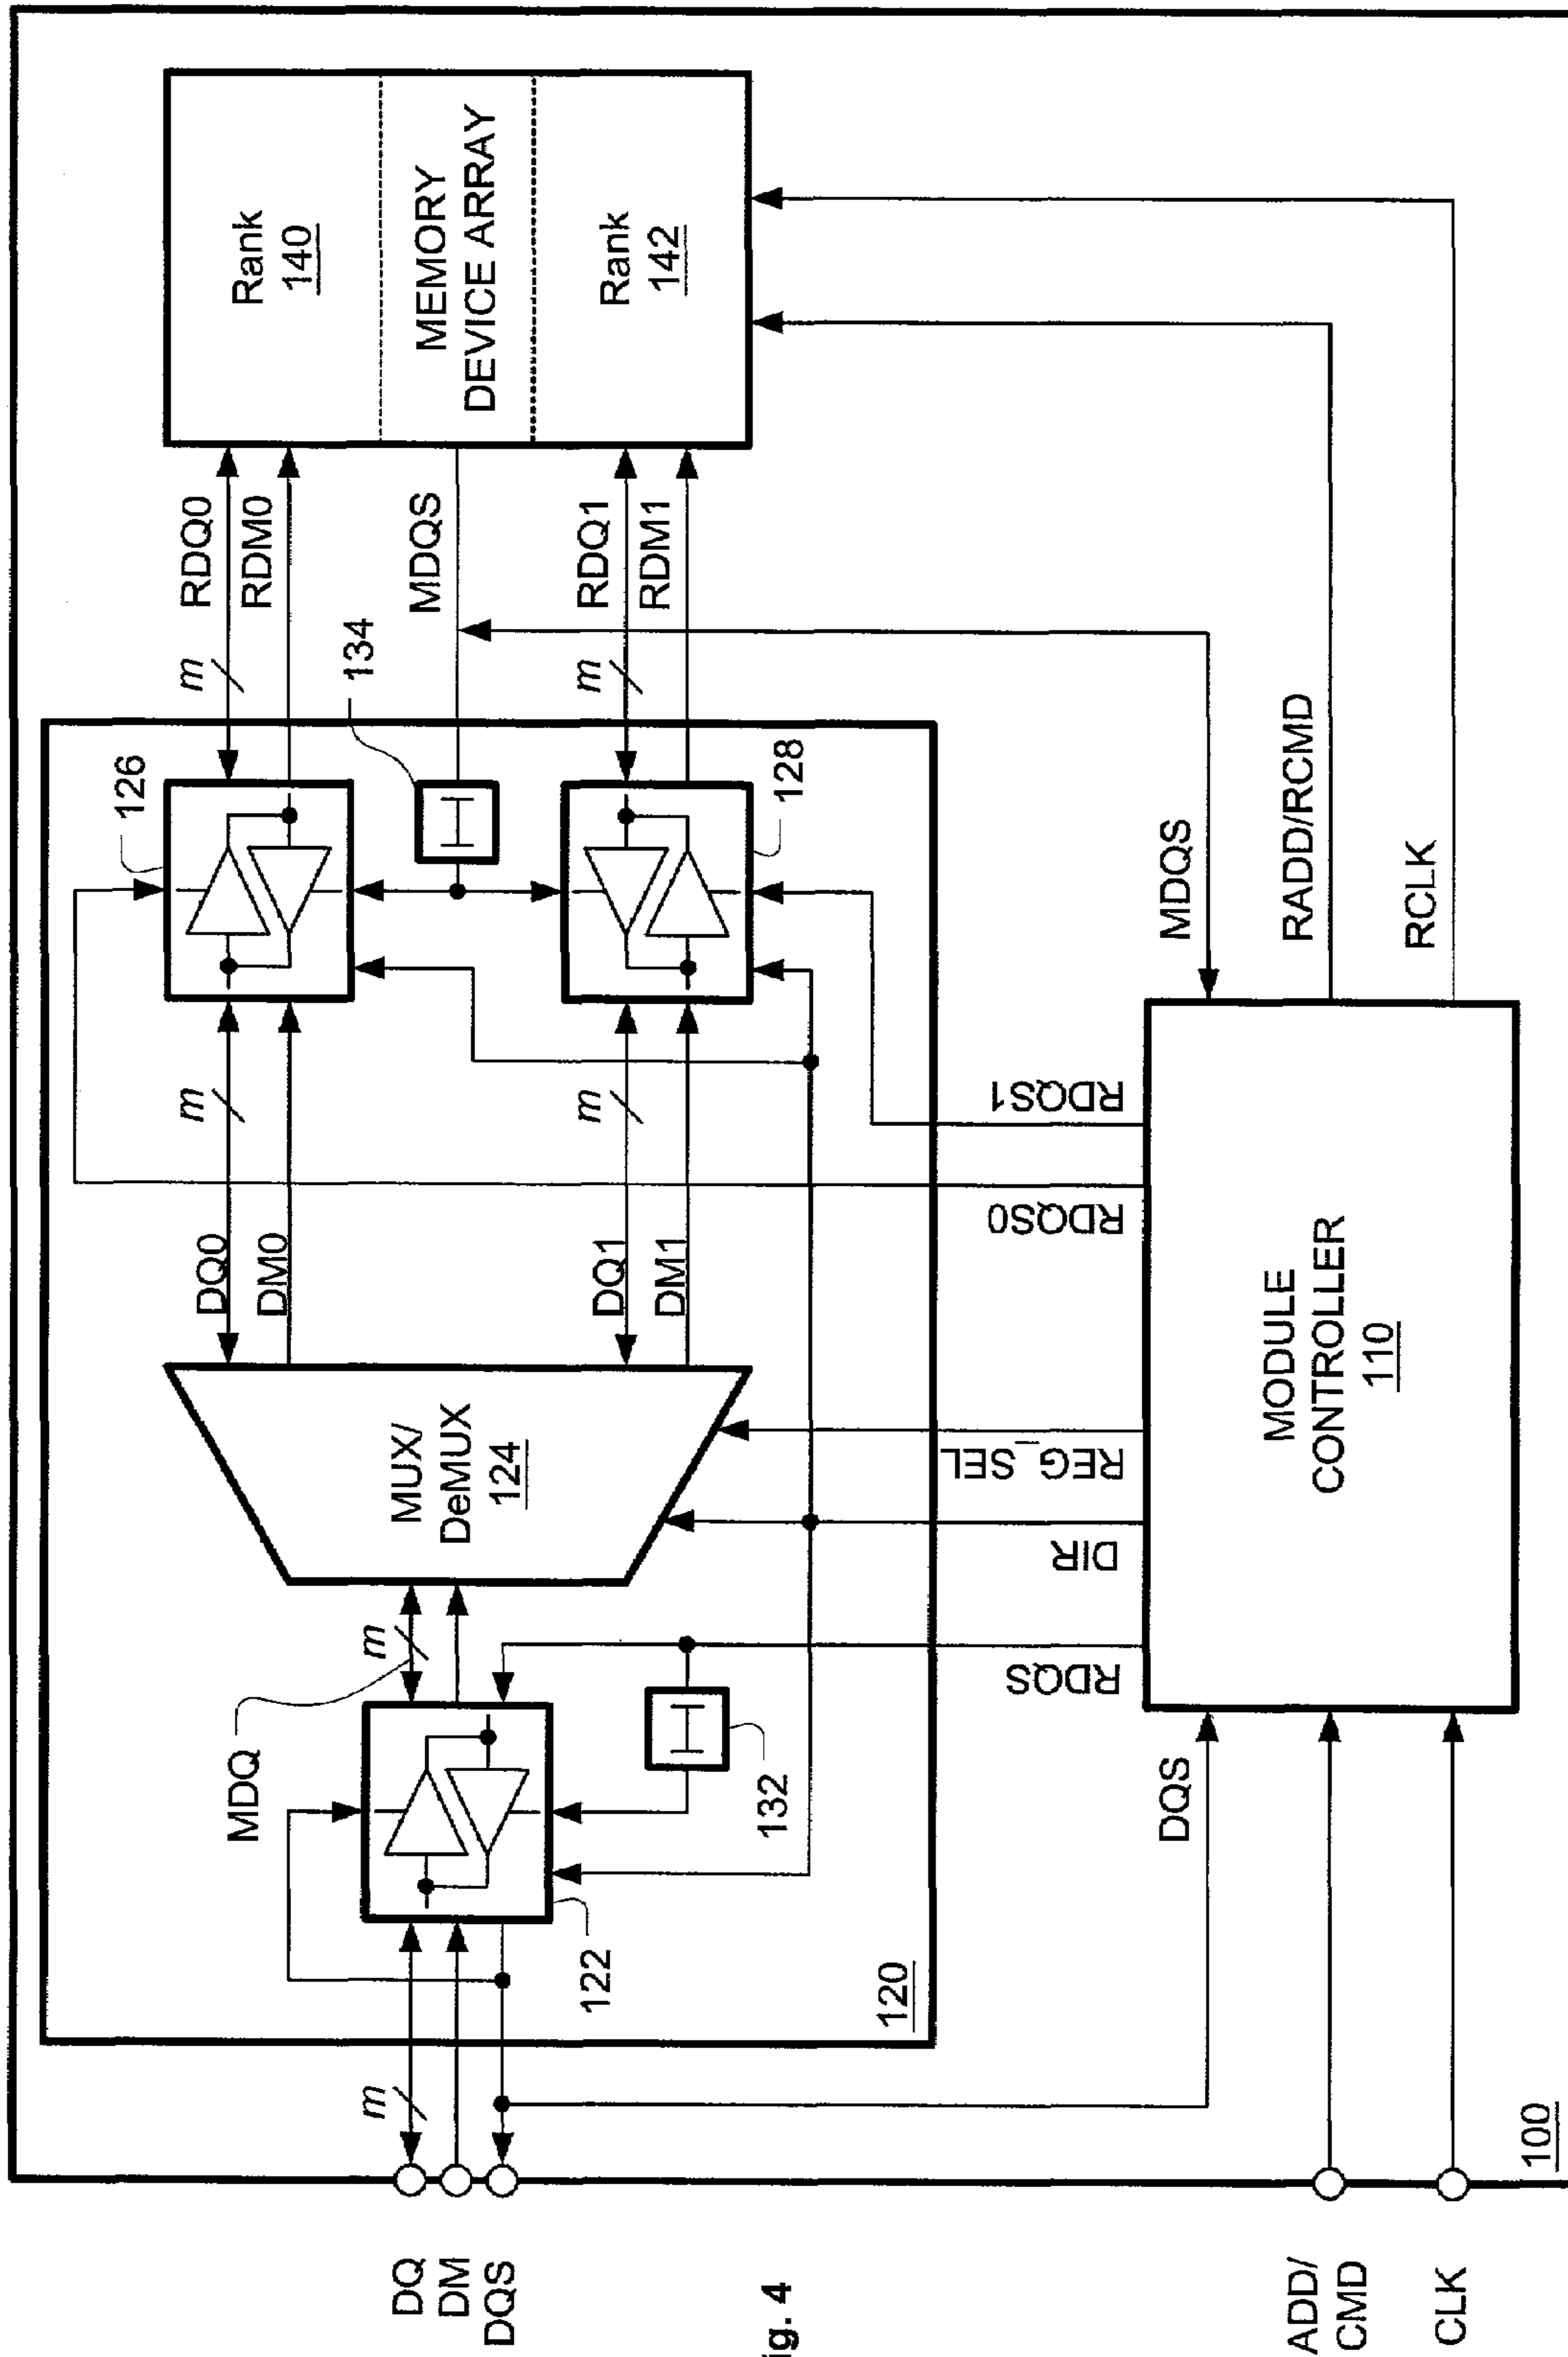 Rank
140
MEMORY
DEVICE ARRAY
Rank
142
RDQ0
RDM0
MDQS
RDQ1
RDM1
m
134
m
126
128
m
m
DQ0
DM0
DQ1
DM1
MUX/
DeMUX
124
m
MDQ
132
122
120
m
MDQS
RADD/RCMD
RCLK
RDQS1
RDQS0
REG_SEL
DIR
RDQS
MODULE
CONTROLLER
110
DQS
100
DQ
DM
DQS
ADD/
CMD
CLK
ig. 4